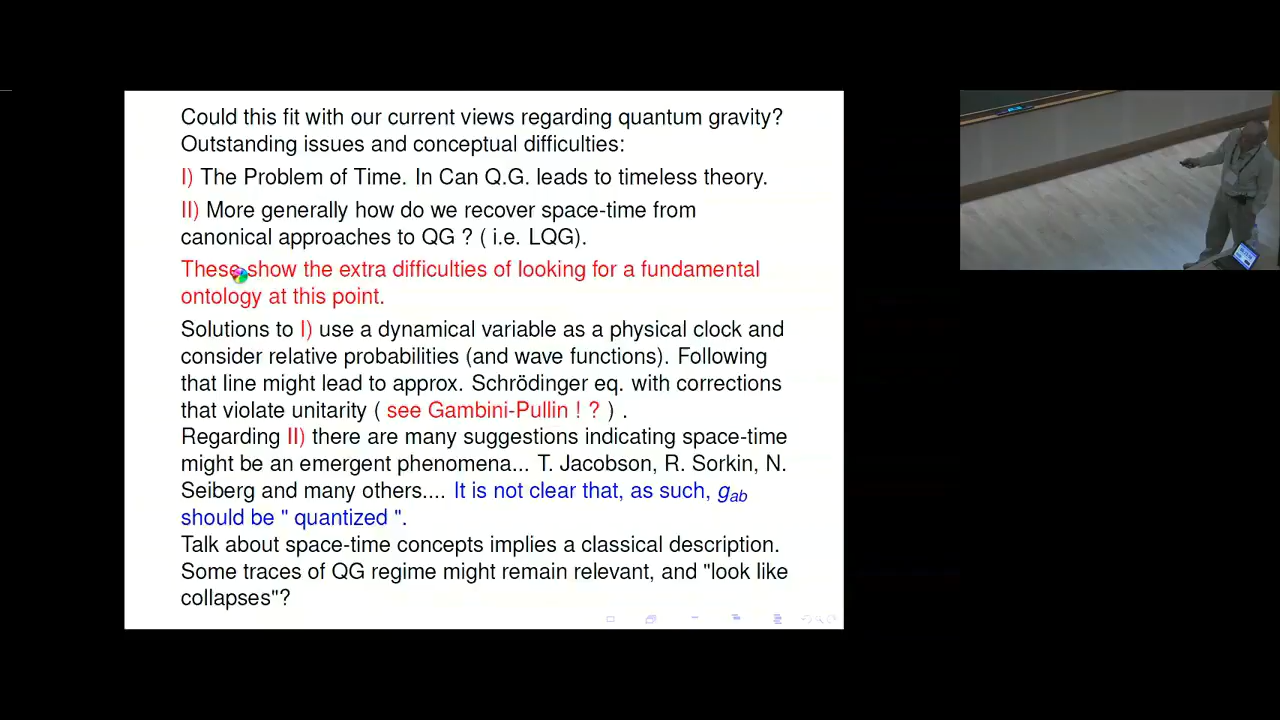 Could this fit with our current views regarding quantum gravity?
Outstanding issues and conceptual difficulties:
I) The Problem of Time. In Can Q.G. leads to timeless theory.
II) More generally how do we recover space-time from
canonical approaches to QG ? ( i.e. LQG).
These show the extra difficulties of looking for a fundamental
ontology at this point.
Solutions to I) use a dynamical variable as a physical clock and
consider relative probabilities (and wave functions). Following
that line might lead to approx. Schrödinger eq. with corrections
that violate unitarity ( see Gambini-Pullin ! ? ) .
Regarding II) there are many suggestions indicating space-time
might be an emergent phenomena... T. Jacobson, R. Sorkin, N.
Seiberg and many others.... It is not clear that, as such, gab
should be " quantized ".
Talk about space-time concepts implies a classical description.
Some traces of QG regime might remain relevant, and "look like
collapses"?